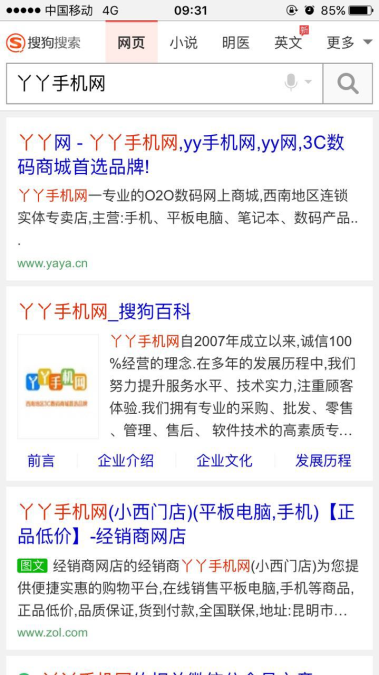 中国移动 4G 09:31 85%
搜狗搜索 网页 小说 明医 英文 更多
丫丫手机网
丫丫网 - 丫丫手机网,yy手机网,yy网,3C数
码商城首选品牌!
丫丫手机网一专业的O2O数码网上商城,西南地区连锁
实体专卖店,主营:手机、平板电脑、笔记本、数码产品..
.
www.yaya.cn
丫丫手机网_搜狗百科
丫丫手机网自2007年成立以来,诚信100
%经营的理念.在多年的发展历程中,我们
努力提升服务水平、技术实力,注重顾客
体验.我们拥有专业的采购、批发、零售
、管理、售后、 软件技术的高素质专...
丫丫手机网
前言 企业介绍 企业文化 发展历程
丫丫手机网(小西门店)(平板电脑,手机)【正
品低价】-经销商网店
图文 经销商网店的经销商丫丫手机网(小西门店)为您提
供便捷实惠的购物平台,在线销售平板电脑,手机等商品,
正品低价,品质保证,货到付款,全国联保,地址:昆明市...
www.zol.com